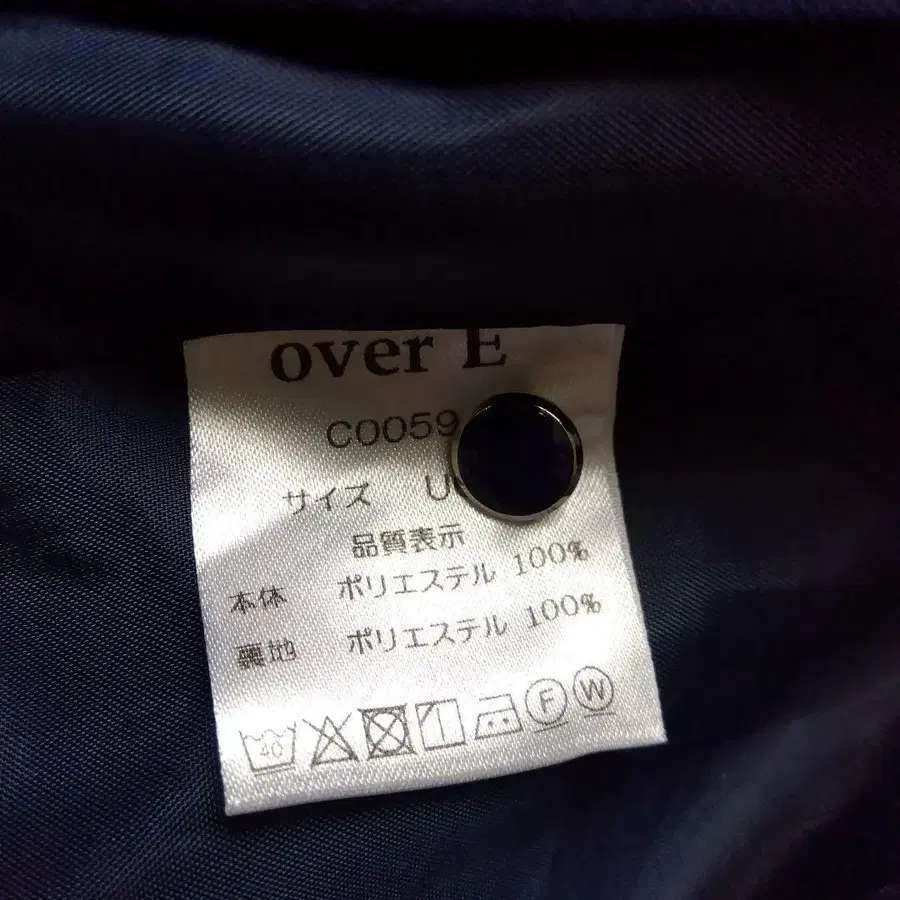 over E
C0059
サイズ
品質表示
本体 ポリエステル 100%
裏地 ポリエステル 100%
40 F W